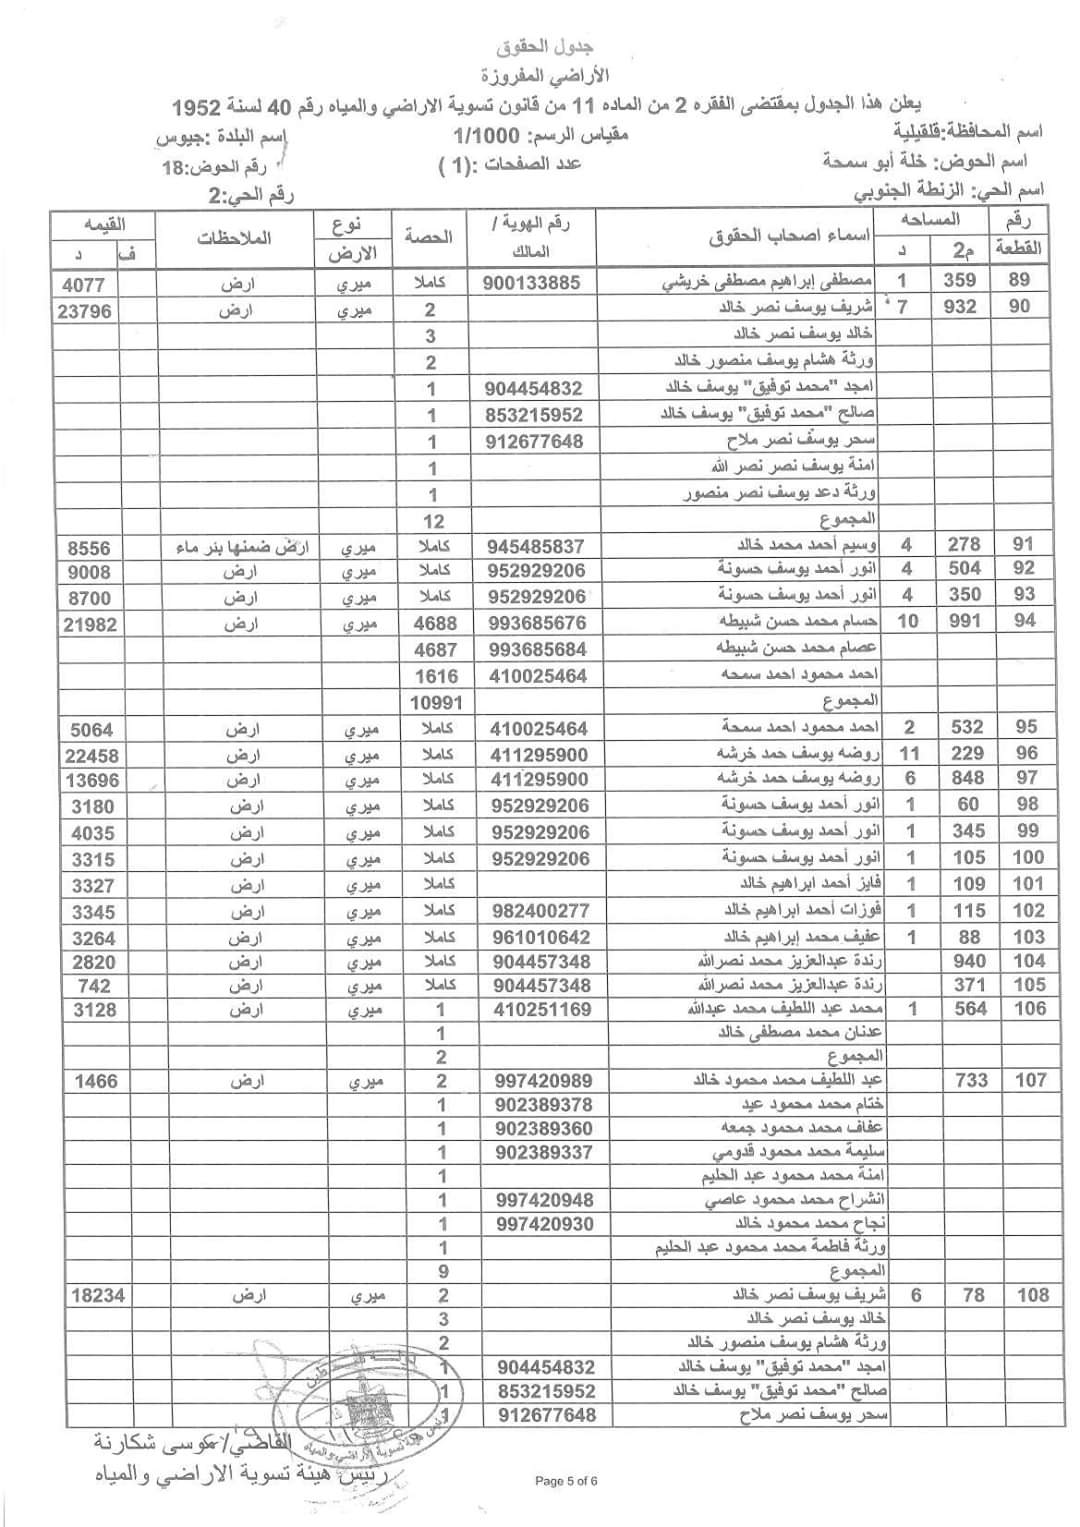 جدول الحقوق
الأراضي المفروزة
يعلن هذا الجدول بمقتضى الفقره 2 من الماده 11 من قانون تسوية الاراضي والمياه رقم 40 لسنة 1952
اسم المحافظة:قلقيلية مقياس الرسم: 1/1000 إسم البلدة :جيوس
اسم الحوض: خلة أبو سمحة عدد الصفحات :(1 ) رقم الحوض:18
اسم الحي: الزنطة الجنوبي رقم الحي:2
رقم القطعة المساحه م2 د اسماء اصحاب الحقوق رقم الهوية / المالك الحصة نوع الارض الملاحظات القيمه ف د
89 359 1 مصطفى إبراهيم مصطفى خريشي 900133885 كاملا ميري ارض 4077
90 932 7 شريف يوسف نصر خالد 2 ميري ارض 23796
خالد يوسف نصر خالد 3
ورثة هشام يوسف منصور خالد 2
امجد "محمد توفيق" يوسف خالد 904454832 1
صالح "محمد توفيق" يوسف خالد 853215952 1
سحر يوسف نصر ملاح 912677648 1
امنة يوسف نصر نصر الله 1
ورثة دعد يوسف نصر منصور 1
المجموع 12
91 278 4 وسيم أحمد محمد خالد 945485837 كاملا ميري ارض ضمنها بئر ماء 8556
92 504 4 انور أحمد يوسف حسونة 952929206 كاملا ميري ارض 9008
93 350 4 انور أحمد يوسف حسونة 952929206 كاملا ميري ارض 8700
94 991 10 حسام محمد حسن شبيطه 993685676 4688 ميري ارض 21982
عصام محمد حسن شبيطه 993685684 4687
احمد محمود احمد سمحه 410025464 1616
المجموع 10991
95 532 2 احمد محمود احمد سمحة 410025464 كاملا ميري ارض 5064
96 229 11 روضه يوسف حمد خرشه 411295900 كاملا ميري ارض 22458
97 848 6 روضه يوسف حمد خرشه 411295900 كاملا ميري ارض 13696
98 60 1 انور أحمد يوسف حسونة 952929206 كاملا ميري ارض 3180
99 345 1 انور أحمد يوسف حسونة 952929206 كاملا ميري ارض 4035
100 105 1 انور أحمد يوسف حسونة 952929206 كاملا ميري ارض 3315
101 109 1 فايز أحمد ابراهيم خالد كاملا ميري ارض 3327
102 115 1 فوزات أحمد ابراهيم خالد 982400277 كاملا ميري ارض 3345
103 88 1 عفيف محمد إبراهيم خالد 961010642 كاملا ميري ارض 3264
104 940 رندة عبدالعزيز محمد نصرالله 904457348 كاملا ميري ارض 2820
105 371 رندة عبدالعزيز محمد نصرالله 904457348 كاملا ميري ارض 742
106 564 1 محمد عبد اللطيف محمد عبدالله 410251169 1 ميري ارض 3128
عدنان محمد مصطفى خالد 1
المجموع 2
107 733 عبد اللطيف محمد محمود خالد 997420989 2 ميري ارض 1466
ختام محمد محمود عيد 902389378 1
عفاف محمد محمود جمعه 902389360 1
سليمة محمد محمود قدومي 902389337 1
امنة محمد محمود عبد الحليم 1
انشراح محمد محمود عاصي 997420948 1
نجاح محمد محمود خالد 997420930 1
ورثة فاطمة محمد محمود عبد الحليم 1
المجموع 9
108 78 6 شريف يوسف نصر خالد 2 ميري ارض 18234
خالد يوسف نصر خالد 3
ورثة هشام يوسف منصور خالد 2
امجد "محمد توفيق" يوسف خالد 904454832 1
صالح "محمد توفيق" يوسف خالد 853215952 1
سحر يوسف نصر ملاح 912677648 1
القاضي/ موسى شكارنة
رئيس هيئة تسوية الاراضي والمياه
Page 5 of 6